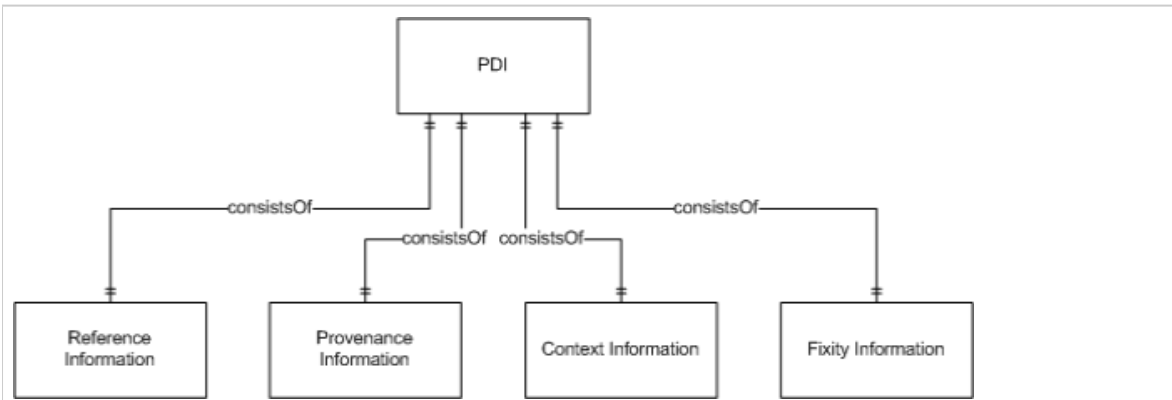 PDI
consistsOf
consistsOf
consistsOf
consistsOf
Reference
Information
Provenance
Information
Context Information
Fixity Information